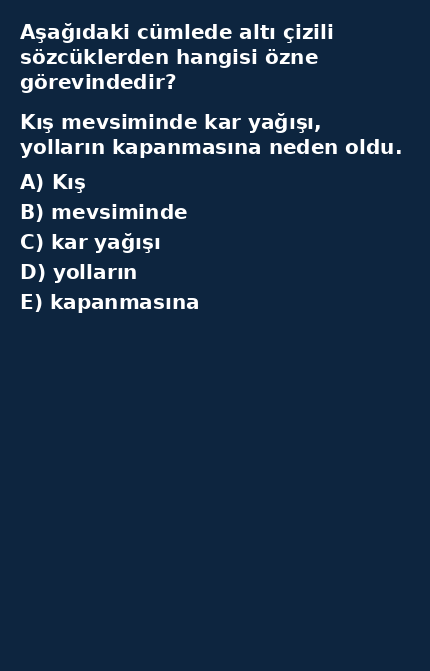 Aşağıdaki cümlede altı çizili
sözcüklerden hangisi özne
görevindedir?
Kış mevsiminde kar yağışı,
yolların kapanmasına neden oldu.
A) Kış
B) mevsiminde
C) kar yağışı
D) yolların
E) kapanmasına